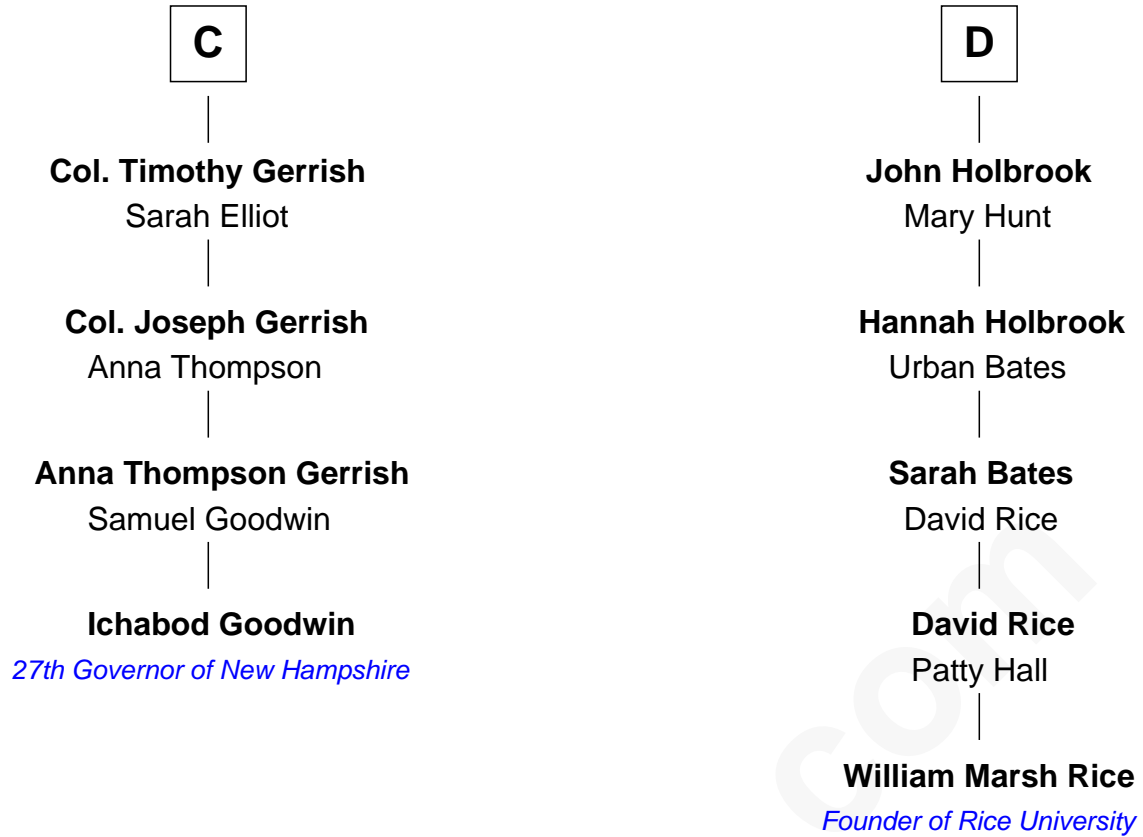 C
Col. Timothy Gerrish
Sarah Elliot
Col. Joseph Gerrish
Anna Thompson
Anna Thompson Gerrish
Samuel Goodwin
Ichabod Goodwin
27th Governor of New Hampshire
D
John Holbrook
Mary Hunt
Hannah Holbrook
Urban Bates
Sarah Bates
David Rice
David Rice
Patty Hall
William Marsh Rice
Founder of Rice University
com